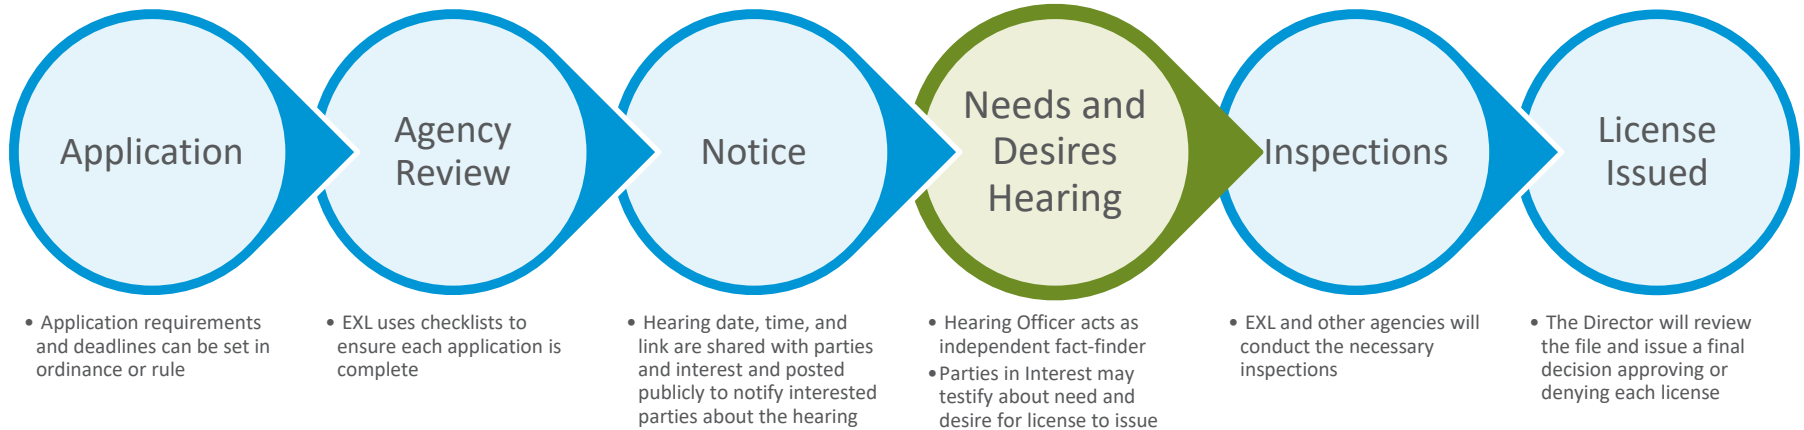 Application
Agency
Review
Notice
Needs and
Desires
Hearing
Inspections
License
Issued
• Application requirements
and deadlines can be set in
ordinance or rule
• EXL uses checklists to
ensure each application is
complete
• Hearing date, time, and
link are shared with parties
and interest and posted
publicly to notify interested
parties about the hearing
• Hearing Officer acts as
independent fact-finder
•Parties in Interest may
testify about need and
desire for license to issue
• EXL and other agencies will
conduct the necessary
inspections
• The Director will review
the file and issue a final
decision approving or
denying each license